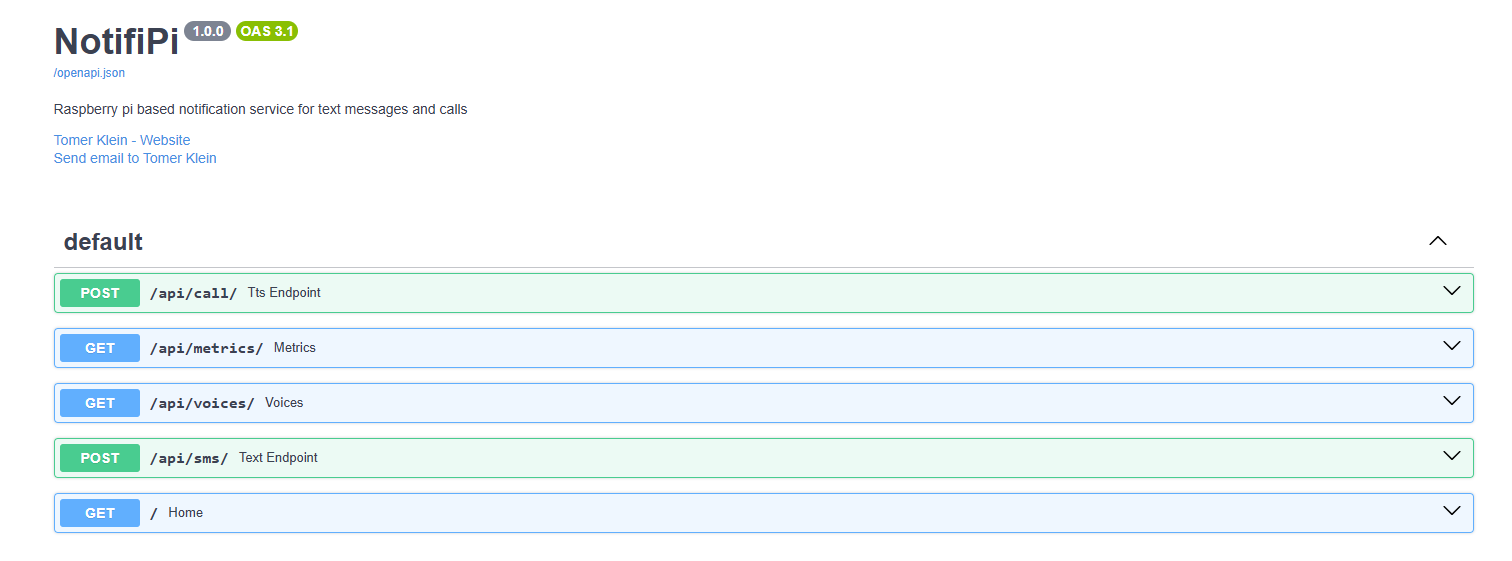 NotifiPi 1.0.0 OAS 3.1
/openapi.json
Raspberry pi based notification service for text messages and calls
Tomer Klein - Website
Send email to Tomer Klein
default
POST /api/call/ Tts Endpoint
GET /api/metrics/ Metrics
GET /api/voices/ Voices
POST /api/sms/ Text Endpoint
GET / Home